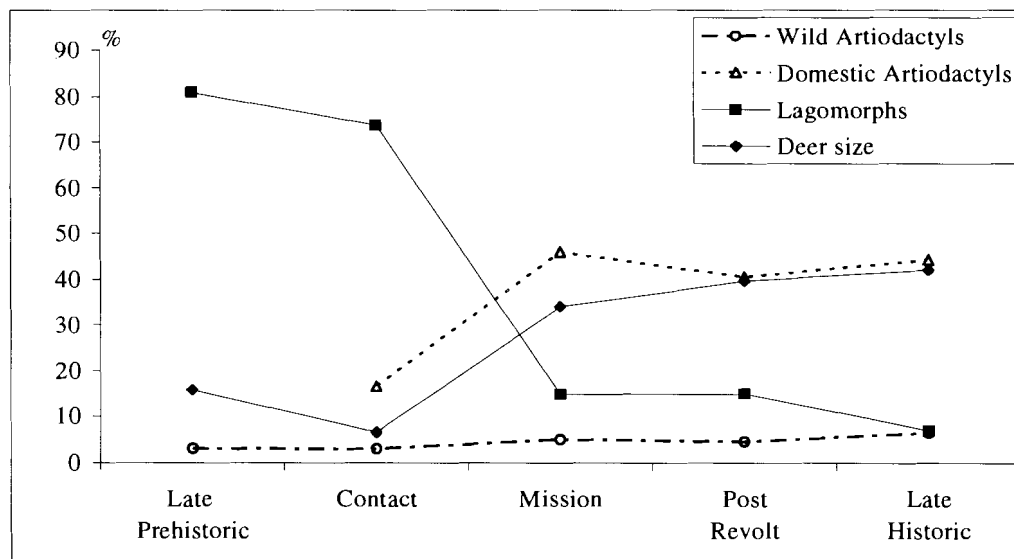 %
90
80
70
60
50
40
30
20
10
0
Wild Artiodactyls
Domestic Artiodactyls
Lagomorphs
Deer size
Late
Prehistoric
Contact
Mission
Post
Revolt
Late
Historic